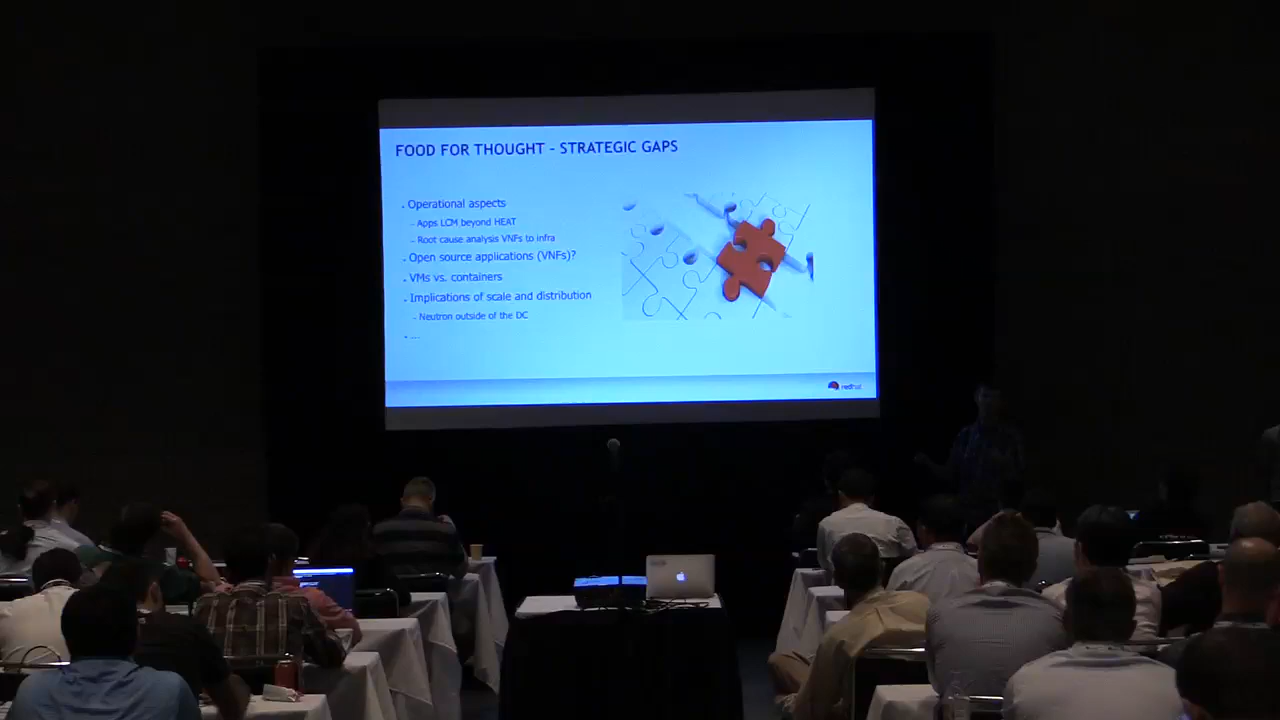 FOOD FOR THOUGHT – STRATEGIC GAPS
. Operational aspects
– Apps LCM beyond HEAT
– Root cause analysis VNFs to infra
. Open source applications (VNFs)?
. VMs vs. containers
. Implications of scale and distribution
– Neutron outside of the DC
. ...
redhat